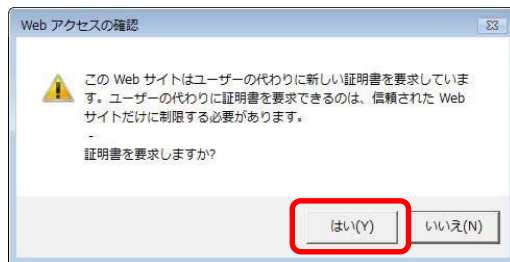 Web アクセスの確認
この Web サイトはユーザーの代わりに新しい証明書を要求していま
す。ユーザーの代わりに証明書を要求できるのは、信頼された Web
サイトだけに制限する必要があります。
-
証明書を要求しますか?
はい(Y)
いいえ(N)